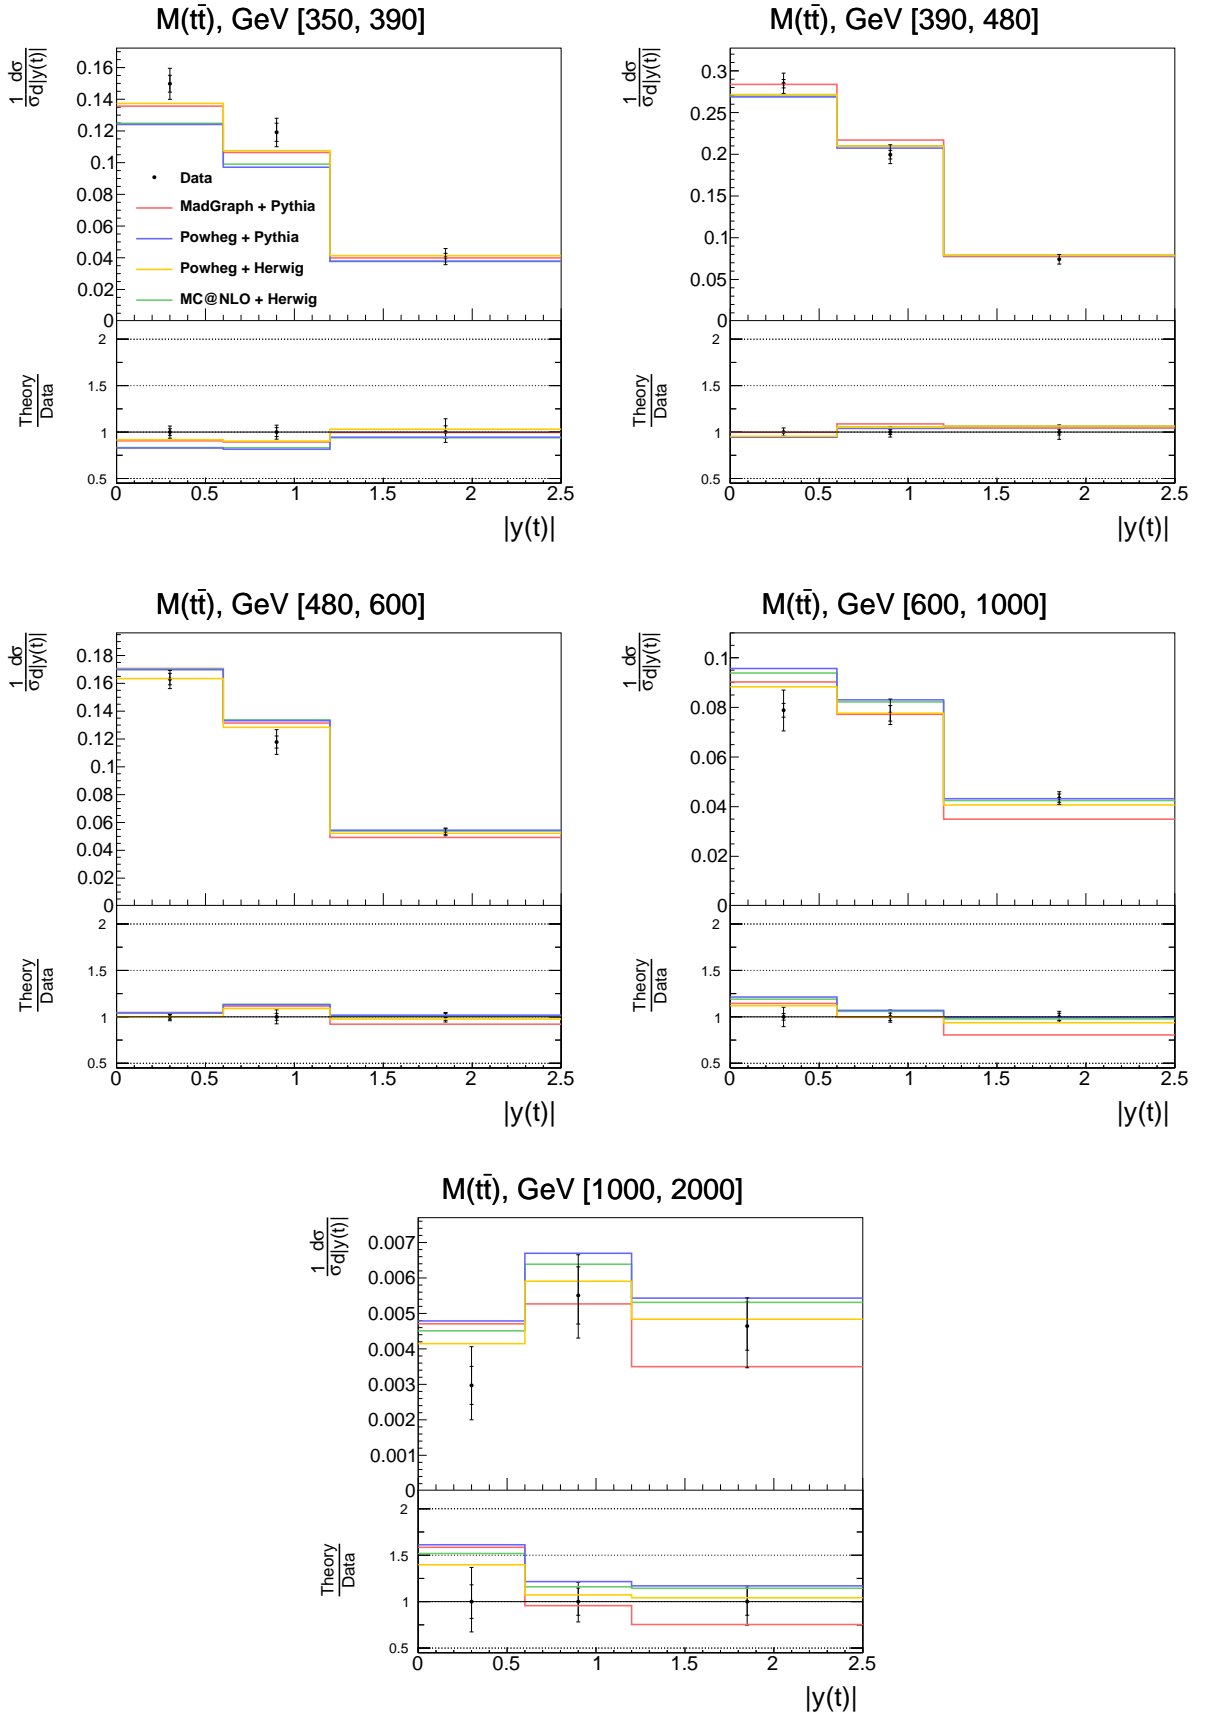 M(tt̄), GeV [350, 390]
1 dσ
σ d|y(t)|
0.16
0.14
0.12
0.1
0.08
0.06
0.04
0.02
0
Data
MadGraph + Pythia
Powheg + Pythia
Powheg + Herwig
MC@NLO + Herwig
Theory
Data
2
1.5
1
0.5
0 0.5 1 1.5 2 2.5
|y(t)|
M(tt̄), GeV [390, 480]
1 dσ
σ d|y(t)|
0.3
0.25
0.2
0.15
0.1
0.05
0
Theory
Data
2
1.5
1
0.5
0 0.5 1 1.5 2 2.5
|y(t)|
M(tt̄), GeV [480, 600]
1 dσ
σ d|y(t)|
0.18
0.16
0.14
0.12
0.1
0.08
0.06
0.04
0.02
0
Theory
Data
2
1.5
1
0.5
0 0.5 1 1.5 2 2.5
|y(t)|
M(tt̄), GeV [600, 1000]
1 dσ
σ d|y(t)|
0.1
0.08
0.06
0.04
0.02
0
Theory
Data
2
1.5
1
0.5
0 0.5 1 1.5 2 2.5
|y(t)|
M(tt̄), GeV [1000, 2000]
1 dσ
σ d|y(t)|
0.007
0.006
0.005
0.004
0.003
0.002
0.001
0
Theory
Data
2
1.5
1
0.5
0 0.5 1 1.5 2 2.5
|y(t)|